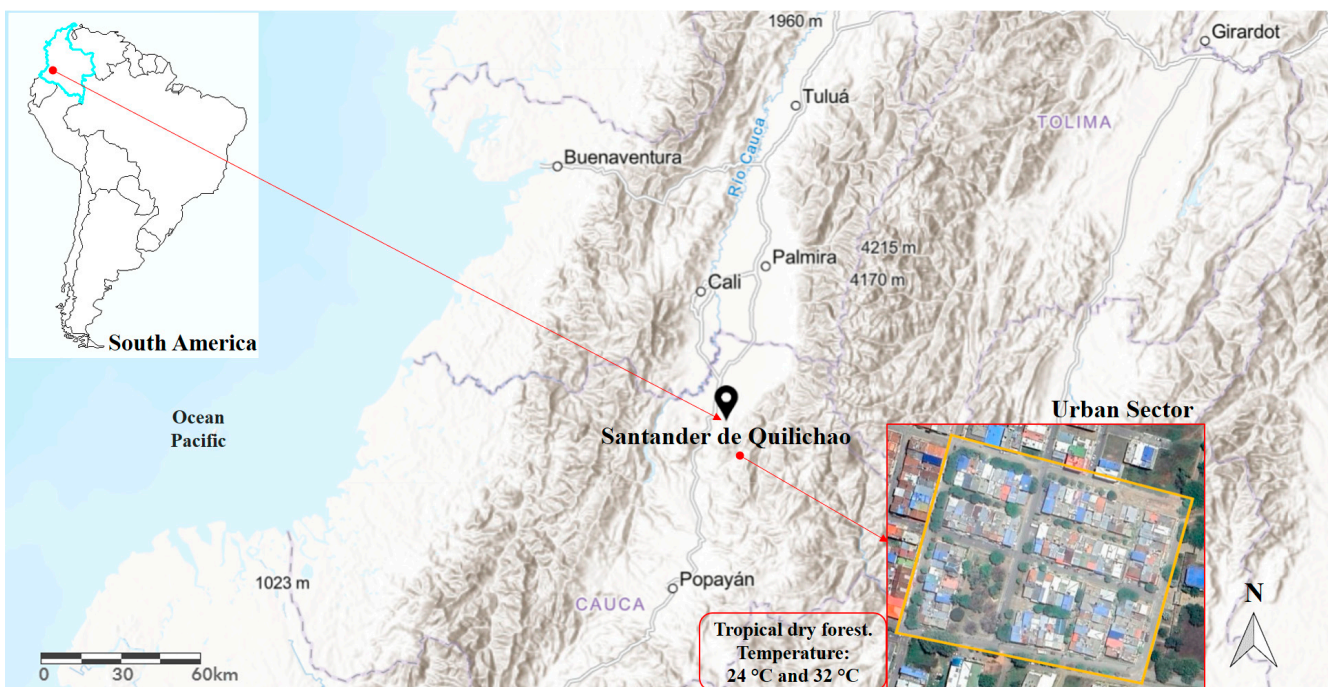 1960 m
Girardot
Tuluá
TOLIMA
Río Cauca
Buenaventura
4215 m
Palmira
4170 m
Cali
South America
Ocean
Pacific
Urban Sector
Santander de Quilichao
1023 m
Popayán
CAUCA
N
Tropical dry forest.
Temperature:
24 °C and 32 °C
0 30 60km